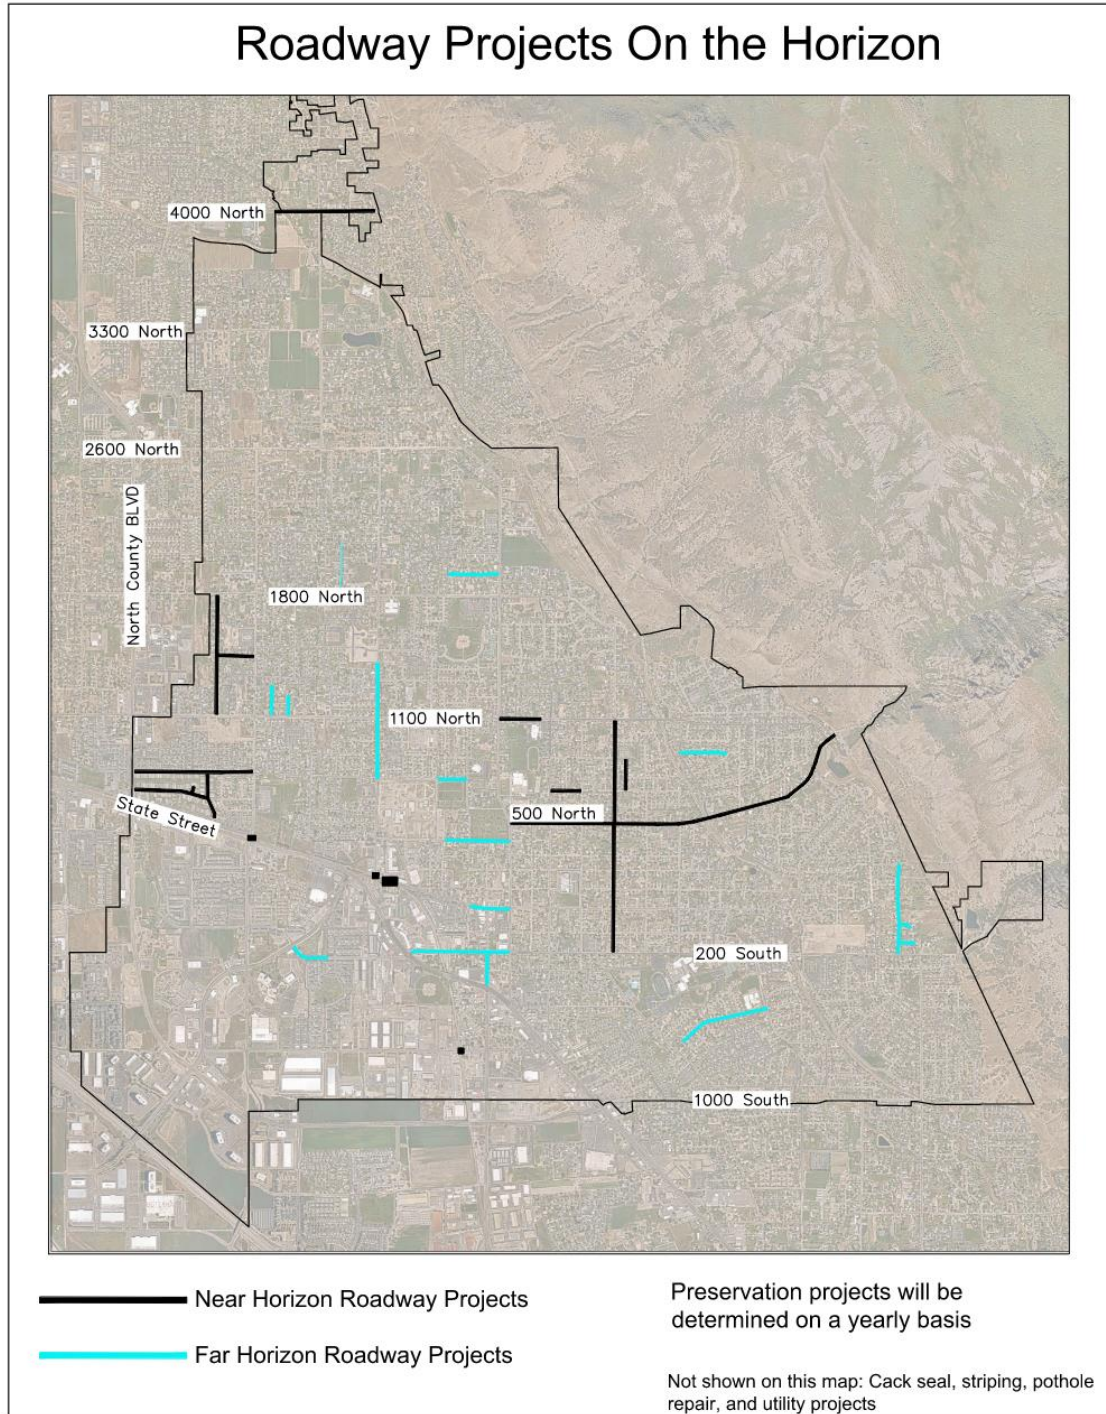 Roadway Projects On the Horizon
4000 North
3300 North
2600 North
North County BLVD
1800 North
1100 North
500 North
State Street
200 South
1000 South
Near Horizon Roadway Projects
Far Horizon Roadway Projects
Preservation projects will be
determined on a yearly basis
Not shown on this map: Cack seal, striping, pothole
repair, and utility projects